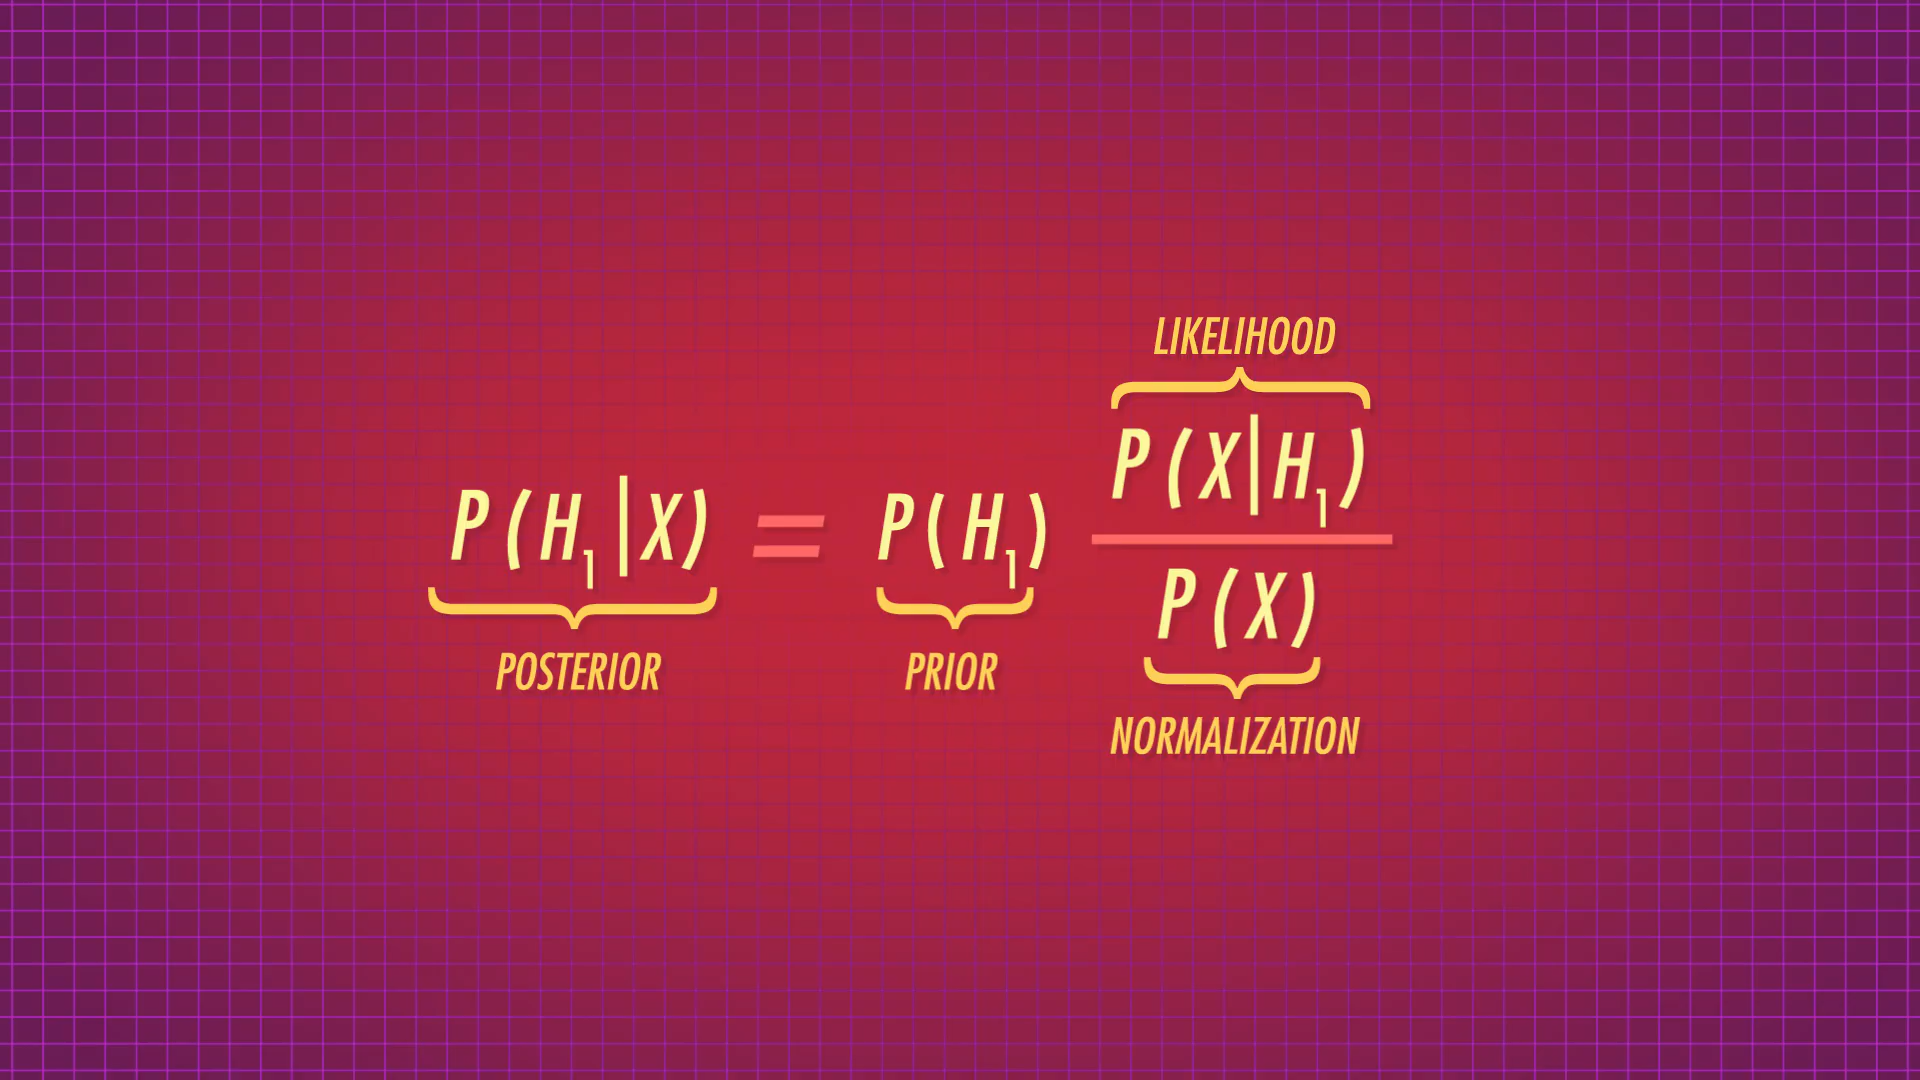 LIKELIHOOD
P(X|H₁)
P(H₁|X) = P(H₁)
P(X)
POSTERIOR
PRIOR
NORMALIZATION